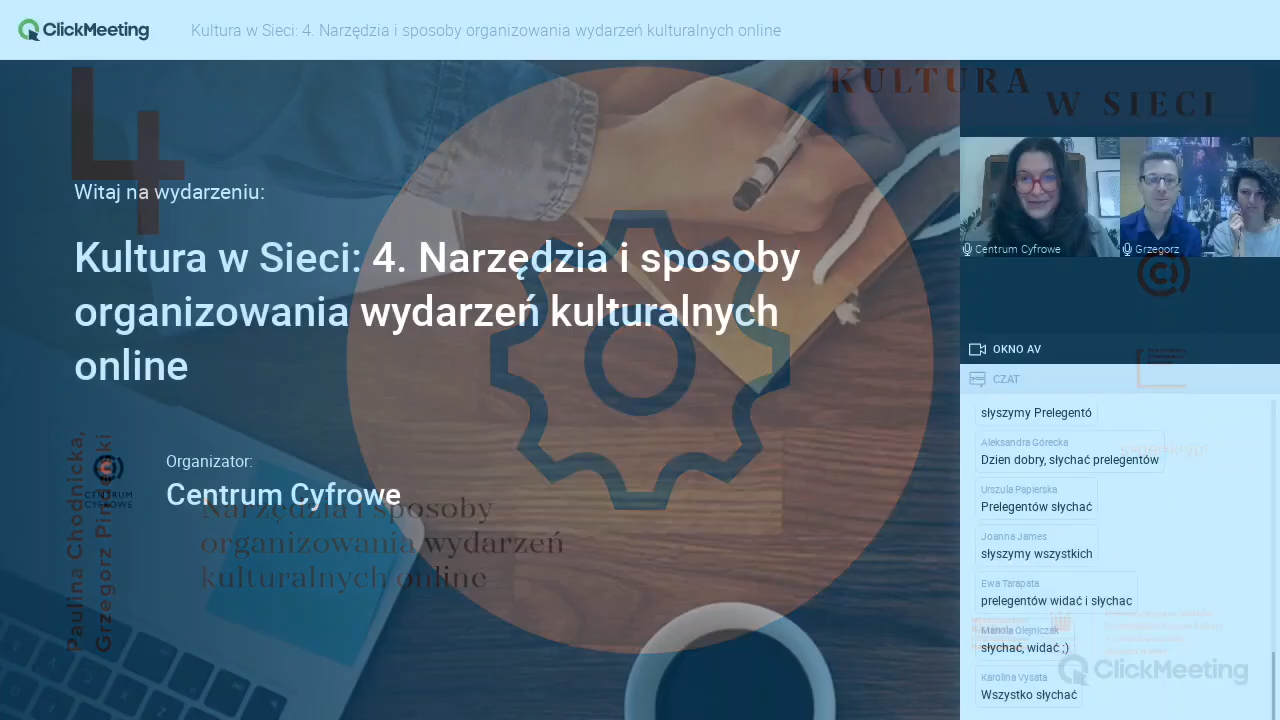 ClickMeeting
Kultura w Sieci: 4. Narzędzia i sposoby organizowania wydarzeń kulturalnych online
4
KULTURA
W SIECI
Witaj na wydarzeniu:
Kultura w Sieci: 4. Narzędzia i sposoby
organizowania wydarzeń kulturalnych
online
Organizator:
Centrum Cyfrowe
CENTRUM
CYFROWE
Paulina Chodnicka,
Grzegorz
Narzędzia i sposoby
organizowania wydarzeń
kulturalnych online
Centrum Cyfrowe
Grzegorz
OKNO AV
CZAT
słyszymy Prelegentó
Aleksandra Górecka
Dzien dobry, słychać prelegentów
Urszula Papierska
Prelegentów słychać
Joanna James
słyszymy wszystkich
Ewa Tarapata
prelegentów widać i słychac
Olejniczak
słychać, widać ;)
Karolina Vysata
Wszystko słychać
ClickMeeting